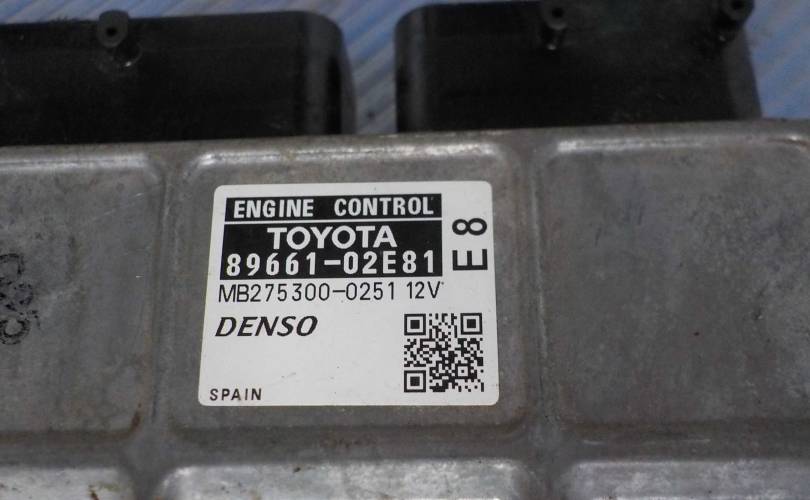 ENGINE CONTROL
TOYOTA
89661-02E81
E8
MB275300-0251 12V
DENSO
SPAIN